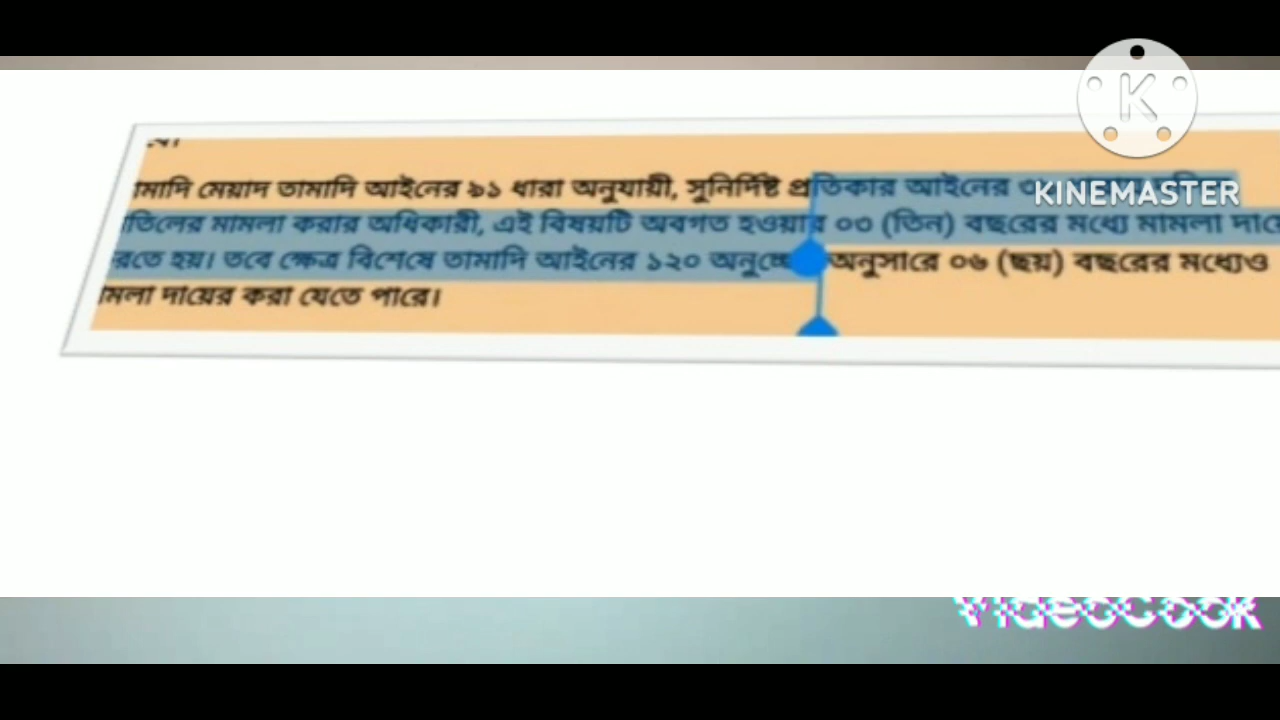 মাদি মেয়াদ তামাদি আইনের ৯১ ধারা অনুযায়ী, সুনির্দিষ্ট প্রতিকার আইনের
তিলের মামলা করার অধিকারী, এই বিষয়টি অবগত হওয়ার ০৩ (তিন) বছরের মধ্যে মামলা দায়ে
রতে হয়। তবে ক্ষেত্র বিশেষে তামাদি আইনের ১২০ অনুচ্ছে অনুসারে ০৬ (ছয়) বছরের মধ্যেও
মলা দায়ের করা যেতে পারে।
KINEMASTER
VideoCook